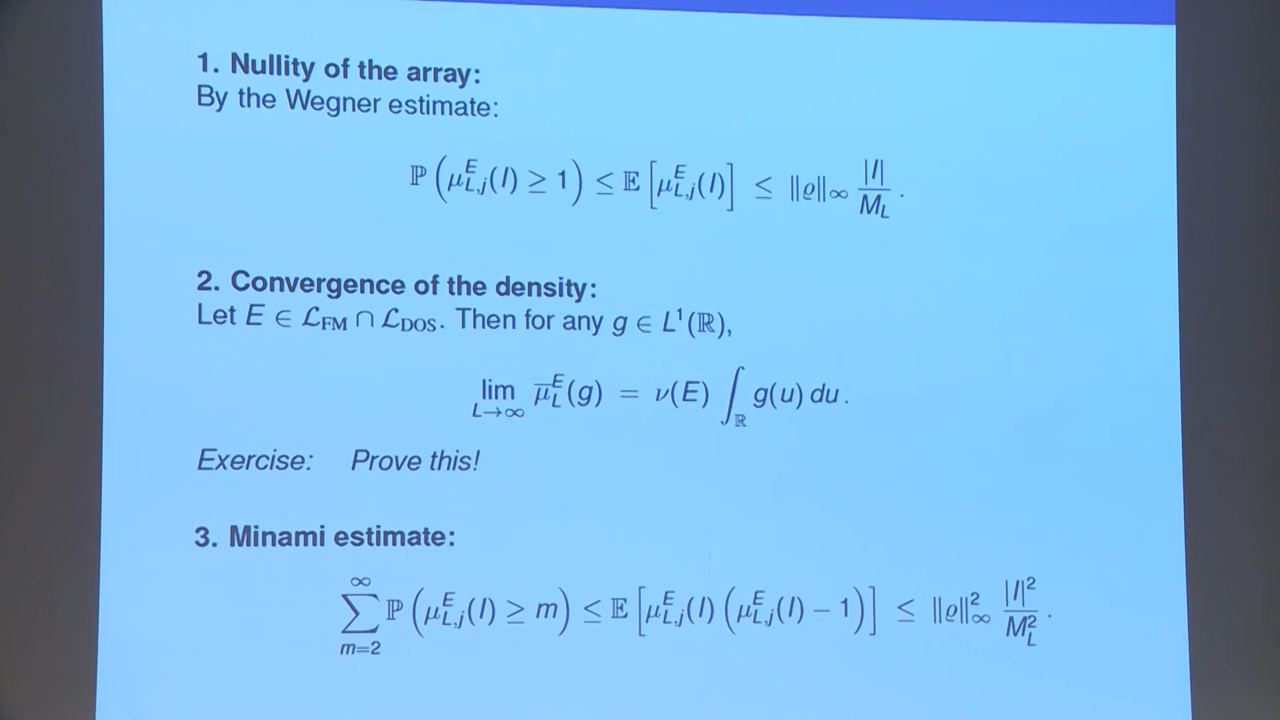 1. Nullity of the array:
By the Wegner estimate:
ℙ(μ^E_{L,j}(I) ≥ 1) ≤ 𝔼[μ^E_{L,j}(I)] ≤ ‖ϱ‖_∞ |I|/M_L .
2. Convergence of the density:
Let E ∈ ℒ_FM ∩ ℒ_DOS. Then for any g ∈ L¹(ℝ),
lim_{L→∞} μ̅^E_L(g) = ν(E) ∫_ℝ g(u) du .
Exercise: Prove this!
3. Minami estimate:
∑_{m=2}^∞ ℙ(μ^E_{L,j}(I) ≥ m) ≤ 𝔼[μ^E_{L,j}(I) (μ^E_{L,j}(I) − 1)] ≤ ‖ϱ‖²_∞ |I|²/M²_L .